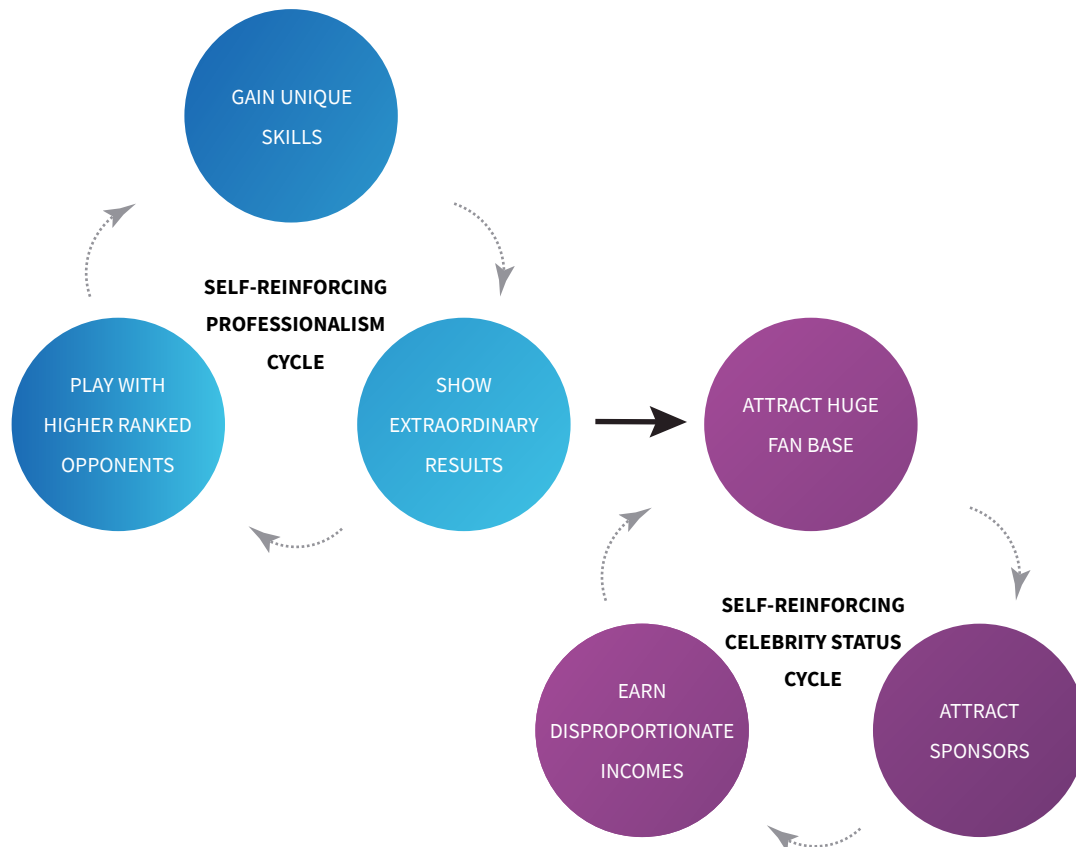 GAIN UNIQUE
SKILLS
SELF-REINFORCING
PROFESSIONALISM
CYCLE
PLAY WITH
HIGHER RANKED
OPPONENTS
SHOW
EXTRAORDINARY
RESULTS
ATTRACT HUGE
FAN BASE
SELF-REINFORCING
CELEBRITY STATUS
CYCLE
EARN
DISPROPORTIONATE
INCOMES
ATTRACT
SPONSORS